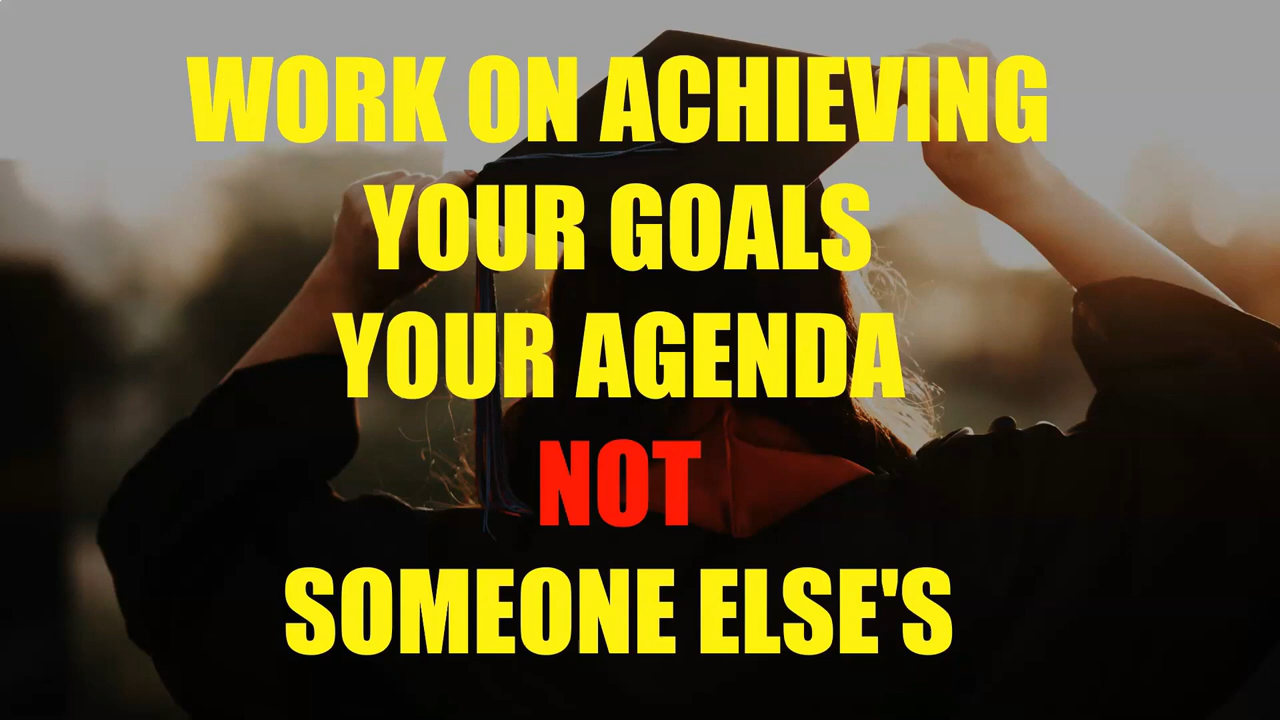 WORK ON ACHIEVING
YOUR GOALS
YOUR AGENDA
NOT
SOMEONE ELSE'S